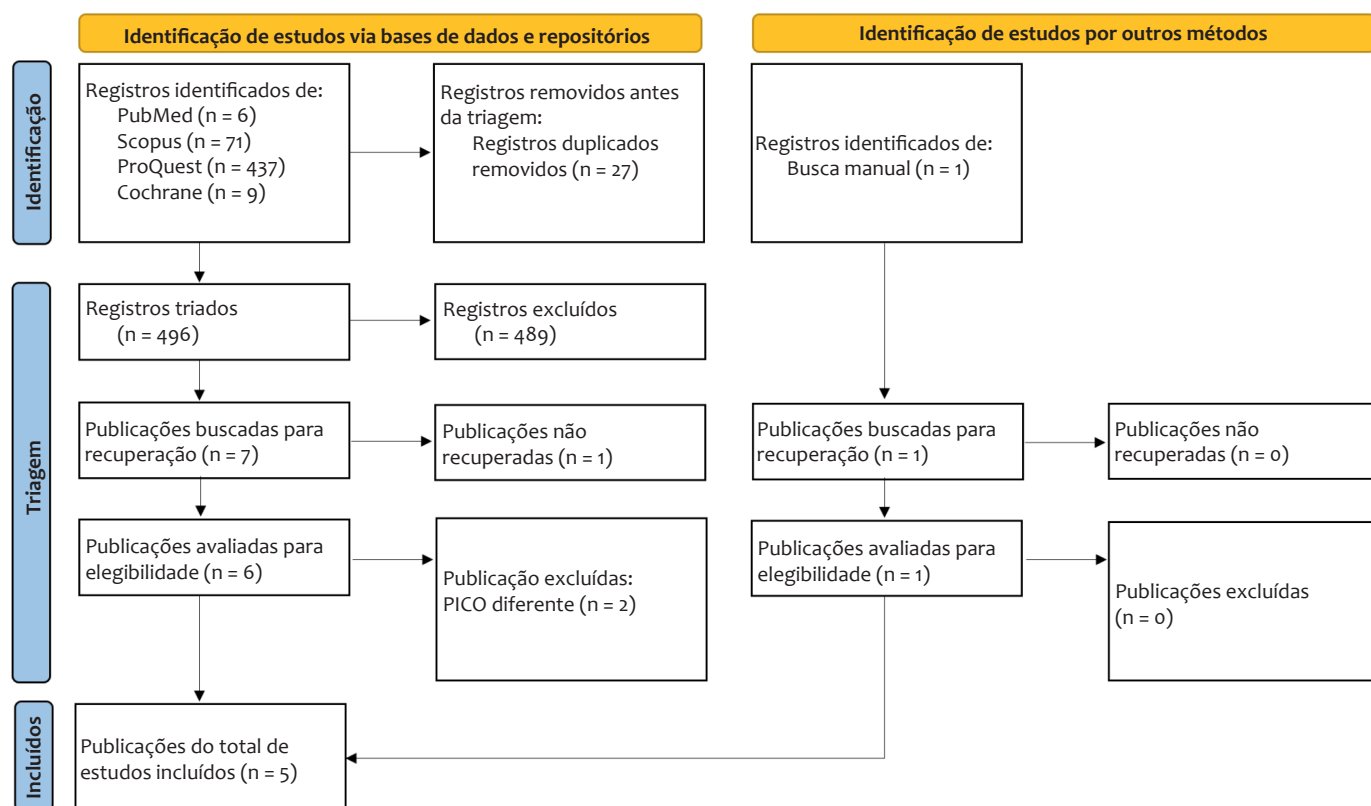 Identificação de estudos via bases de dados e repositórios
Identificação de estudos por outros métodos
Identificação
Registros identificados de:
PubMed (n = 6)
Scopus (n = 71)
ProQuest (n = 437)
Cochrane (n = 9)
Registros removidos antes
da triagem:
Registros duplicados
removidos (n = 27)
Registros identificados de:
Busca manual (n = 1)
Triagem
Registros triados
(n = 496)
Registros excluídos
(n = 489)
Publicações buscadas para
recuperação (n = 7)
Publicações não
recuperadas (n = 1)
Publicações buscadas para
recuperação (n = 1)
Publicações não
recuperadas (n = 0)
Publicações avaliadas para
elegibilidade (n = 6)
Publicação excluídas:
PICO diferente (n = 2)
Publicações avaliadas para
elegibilidade (n = 1)
Publicações excluídas
(n = 0)
Incluídos
Publicações do total de
estudos incluídos (n = 5)